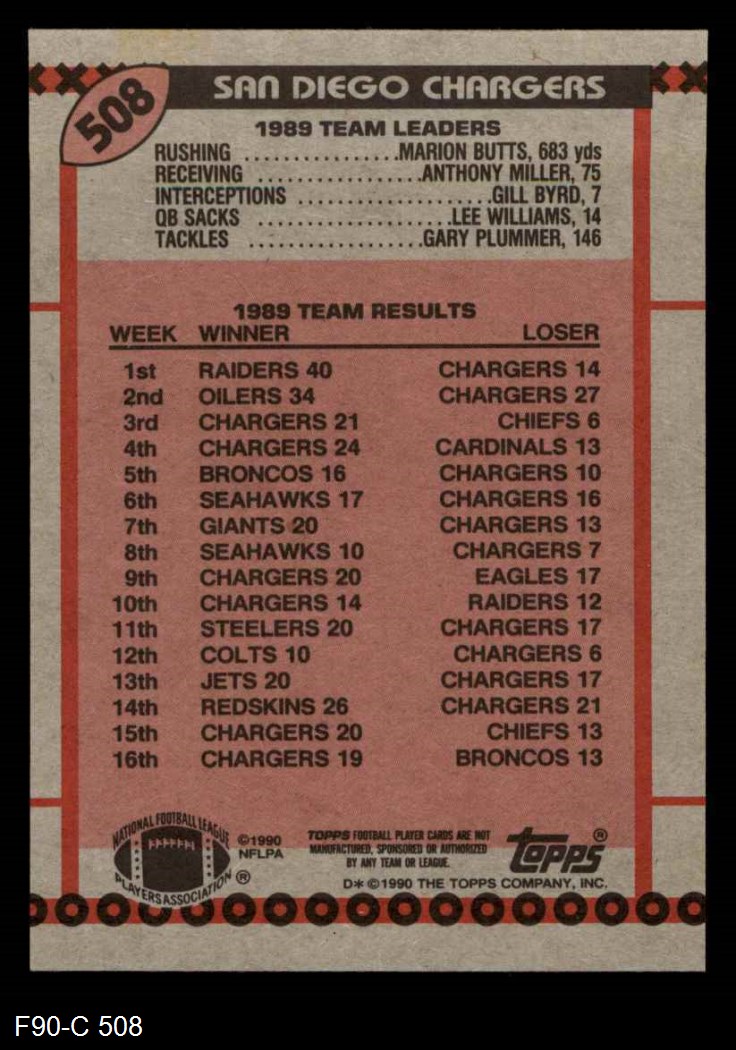 508
SAN DIEGO CHARGERS
1989 TEAM LEADERS
RUSHING ................MARION BUTTS, 683 yds
RECEIVING ..................ANTHONY MILLER, 75
INTERCEPTIONS .....................GILL BYRD, 7
QB SACKS .....................LEE WILLIAMS, 14
TACKLES ..................GARY PLUMMER, 146
1989 TEAM RESULTS
WEEK WINNER LOSER
1st RAIDERS 40 CHARGERS 14
2nd OILERS 34 CHARGERS 27
3rd CHARGERS 21 CHIEFS 6
4th CHARGERS 24 CARDINALS 13
5th BRONCOS 16 CHARGERS 10
6th SEAHAWKS 17 CHARGERS 16
7th GIANTS 20 CHARGERS 13
8th SEAHAWKS 10 CHARGERS 7
9th CHARGERS 20 EAGLES 17
10th CHARGERS 14 RAIDERS 12
11th STEELERS 20 CHARGERS 17
12th COLTS 10 CHARGERS 6
13th JETS 20 CHARGERS 17
14th REDSKINS 26 CHARGERS 21
15th CHARGERS 20 CHIEFS 13
16th CHARGERS 19 BRONCOS 13
NATIONAL FOOTBALL LEAGUE
PLAYERS ASSOCIATION ®
©1990
NFLPA
TOPPS FOOTBALL PLAYER CARDS ARE NOT
MANUFACTURED, SPONSORED OR AUTHORIZED
BY ANY TEAM OR LEAGUE.
topps®
D* © 1990 THE TOPPS COMPANY, INC.
F90-C 508